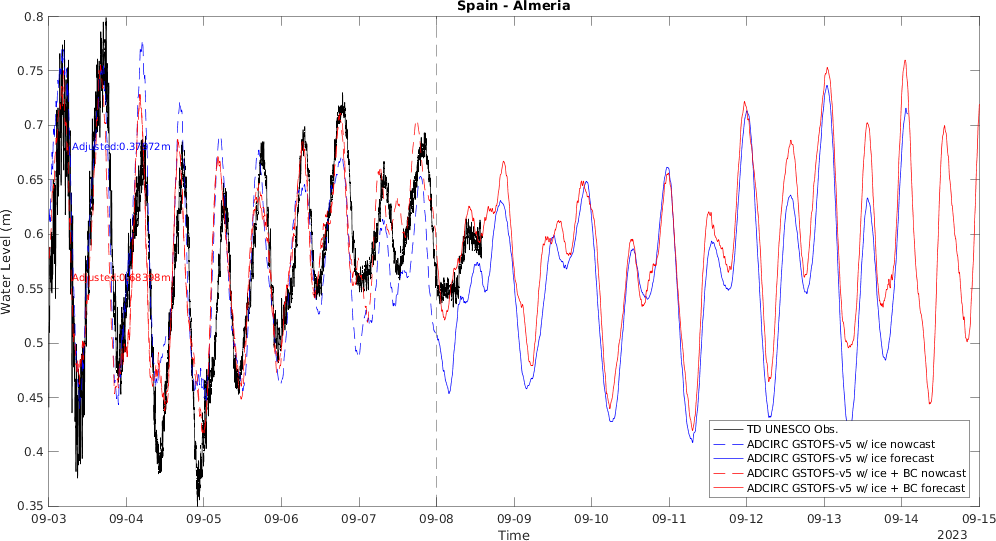 Spain - Almeria
Water Level (m)
0.8
0.75
0.7
0.65
0.6
0.55
0.5
0.45
0.4
0.35
Adjusted:
Adjusted:
TD UNESCO Obs.
ADCIRC GSTOFS-v5 w/ ice nowcast
ADCIRC GSTOFS-v5 w/ ice forecast
ADCIRC GSTOFS-v5 w/ ice + BC nowcast
ADCIRC GSTOFS-v5 w/ ice + BC forecast
09-03 09-04 09-05 09-06 09-07 09-08 09-09 09-10 09-11 09-12 09-13 09-14 09-15
Time
2023